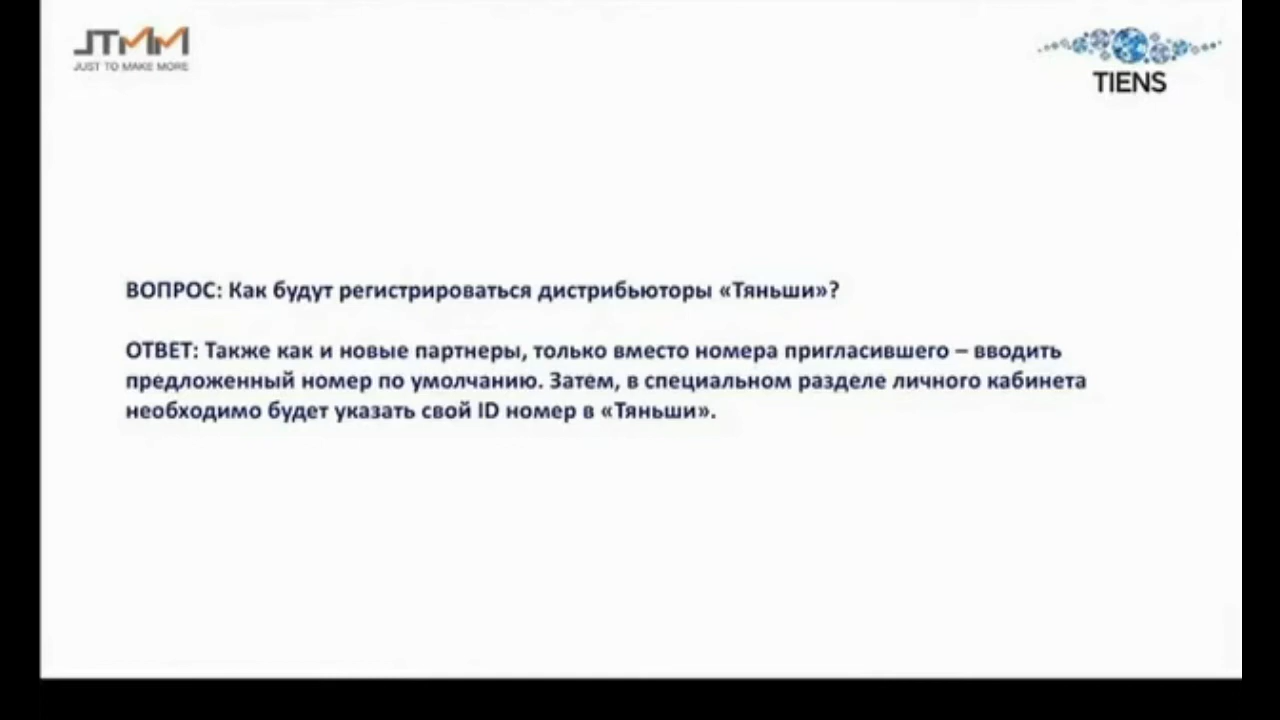 JTMM
JUST TO MAKE MORE
TIENS
ВОПРОС: Как будут регистрироваться дистрибьюторы «Тяньши»?
ОТВЕТ: Также как и новые партнеры, только вместо номера пригласившего – вводить
предложенный номер по умолчанию. Затем, в специальном разделе личного кабинета
необходимо будет указать свой ID номер в «Тяньши».